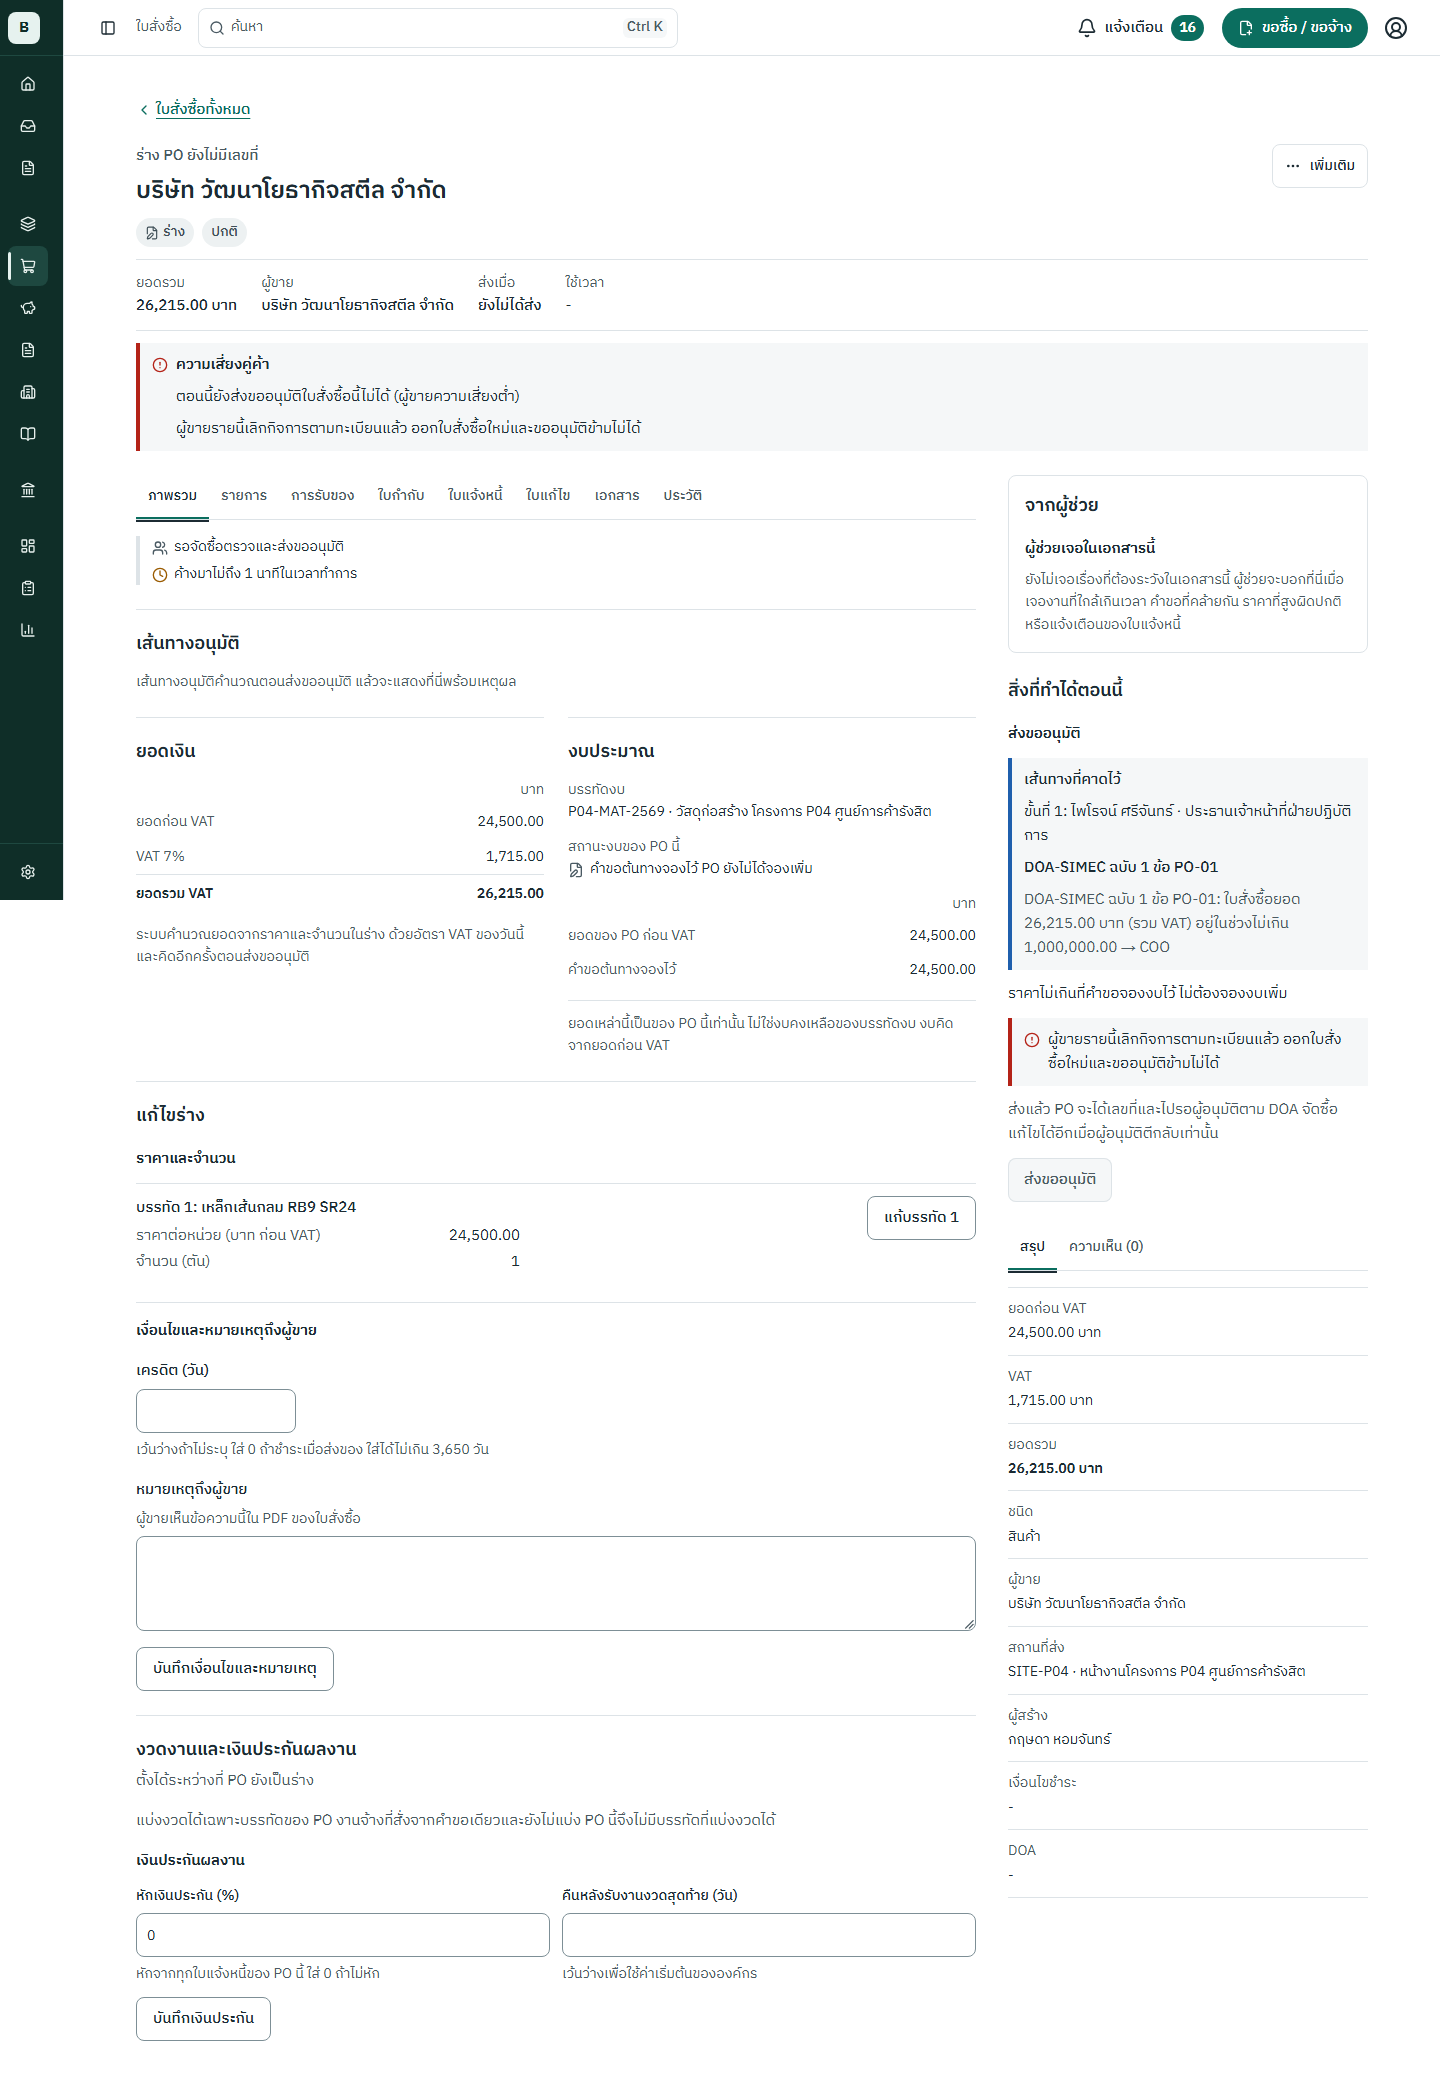 B
ใบสั่งซื้อ
ค้นหา
Ctrl K
แจ้งเตือน 16
ขอซื้อ / ขอจ้าง
ใบสั่งซื้อทั้งหมด
ร่าง PO ยังไม่มีเลขที่
เพิ่มเติม
บริษัท วัฒนาโยธากิจสตีล จำกัด
ร่าง
ปกติ
ยอดรวม
26,215.00 บาท
ผู้ขาย
บริษัท วัฒนาโยธากิจสตีล จำกัด
ส่งเมื่อ
ยังไม่ได้ส่ง
ใช้เวลา
-
ความเสี่ยงคู่ค้า
ตอนนี้ยังส่งขออนุมัติใบสั่งซื้อนี้ไม่ได้ (ผู้ขายความเสี่ยงต่ำ)
ผู้ขายรายนี้เลิกกิจการตามทะเบียนแล้ว ออกใบสั่งซื้อใหม่และขออนุมัติข้ามไม่ได้
ภาพรวม
รายการ
การรับของ
ใบกำกับ
ใบแจ้งหนี้
ใบแก้ไข
เอกสาร
ประวัติ
รอจัดซื้อตรวจและส่งขออนุมัติ
ค้างมาไม่ถึง 1 นาทีในเวลาทำการ
เส้นทางอนุมัติ
เส้นทางอนุมัติคำนวณตอนส่งขออนุมัติ แล้วจะแสดงที่นี่พร้อมเหตุผล
ยอดเงิน
บาท
ยอดก่อน VAT 24,500.00
VAT 7% 1,715.00
ยอดรวม VAT 26,215.00
ระบบคำนวณยอดจากราคาและจำนวนในร่าง ด้วยอัตรา VAT ของวันนี้
และคิดอีกครั้งตอนส่งขออนุมัติ
งบประมาณ
บรรทัดงบ
P04-MAT-2569 · วัสดุก่อสร้าง โครงการ P04 ศูนย์การค้ารังสิต
สถานะงบของ PO นี้
คำขอต้นทางจองไว้ PO ยังไม่ได้จองเพิ่ม
บาท
ยอดของ PO ก่อน VAT 24,500.00
คำขอต้นทางจองไว้ 24,500.00
ยอดเหล่านี้เป็นของ PO นี้เท่านั้น ไม่ใช่งบคงเหลือของบรรทัดงบ งบคิด
จากยอดก่อน VAT
แก้ไขร่าง
ราคาและจำนวน
บรรทัด 1: เหล็กเส้นกลม RB9 SR24
ราคาต่อหน่วย (บาท ก่อน VAT) 24,500.00
จำนวน (ตัน) 1
แก้บรรทัด 1
เงื่อนไขและหมายเหตุถึงผู้ขาย
เครดิต (วัน)
เว้นว่างถ้าไม่ระบุ ใส่ 0 ถ้าชำระเมื่อส่งของ ใส่ได้ไม่เกิน 3,650 วัน
หมายเหตุถึงผู้ขาย
ผู้ขายเห็นข้อความนี้ใน PDF ของใบสั่งซื้อ
บันทึกเงื่อนไขและหมายเหตุ
งวดงานและเงินประกันผลงาน
ตั้งได้ระหว่างที่ PO ยังเป็นร่าง
แบ่งงวดได้เฉพาะบรรทัดของ PO งานจ้างที่สั่งจากคำขอเดียวและยังไม่แบ่ง PO นี้จึงไม่มีบรรทัดที่แบ่งงวดได้
เงินประกันผลงาน
หักเงินประกัน (%)
0
หักจากทุกใบแจ้งหนี้ของ PO นี้ ใส่ 0 ถ้าไม่หัก
คืนหลังรับงานงวดสุดท้าย (วัน)
เว้นว่างเพื่อใช้ค่าเริ่มต้นขององค์กร
บันทึกเงินประกัน
จากผู้ช่วย
ผู้ช่วยเจอในเอกสารนี้
ยังไม่เจอเรื่องที่ต้องระวังในเอกสารนี้ ผู้ช่วยจะบอกที่นี่เมื่อ
เจองานที่ใกล้เกินเวลา คำขอที่คล้ายกัน ราคาที่สูงผิดปกติ
หรือแจ้งเตือนของใบแจ้งหนี้
สิ่งที่ทำได้ตอนนี้
ส่งขออนุมัติ
เส้นทางที่คาดไว้
ขั้นที่ 1: ไพโรจน์ ศรีจันทร์ · ประธานเจ้าหน้าที่ฝ่ายปฏิบัติ
การ
DOA-SIMEC ฉบับ 1 ข้อ PO-01
DOA-SIMEC ฉบับ 1 ข้อ PO-01: ใบสั่งซื้อยอด
26,215.00 บาท (รวม VAT) อยู่ในช่วงไม่เกิน
1,000,000.00 → COO
ราคาไม่เกินที่คำขอจองงบไว้ ไม่ต้องจองงบเพิ่ม
ผู้ขายรายนี้เลิกกิจการตามทะเบียนแล้ว ออกใบสั่ง
ซื้อใหม่และขออนุมัติข้ามไม่ได้
ส่งแล้ว PO จะได้เลขที่และไปรอผู้อนุมัติตาม DOA จัดซื้อ
แก้ไขได้อีกเมื่อผู้อนุมัติตีกลับเท่านั้น
ส่งขออนุมัติ
สรุป
ความเห็น (0)
ยอดก่อน VAT
24,500.00 บาท
VAT
1,715.00 บาท
ยอดรวม
26,215.00 บาท
ชนิด
สินค้า
ผู้ขาย
บริษัท วัฒนาโยธากิจสตีล จำกัด
สถานที่ส่ง
SITE-P04 · หน้างานโครงการ P04 ศูนย์การค้ารังสิต
ผู้สร้าง
กฤษดา หอมจันทร์
เงื่อนไขชำระ
-
DOA
-